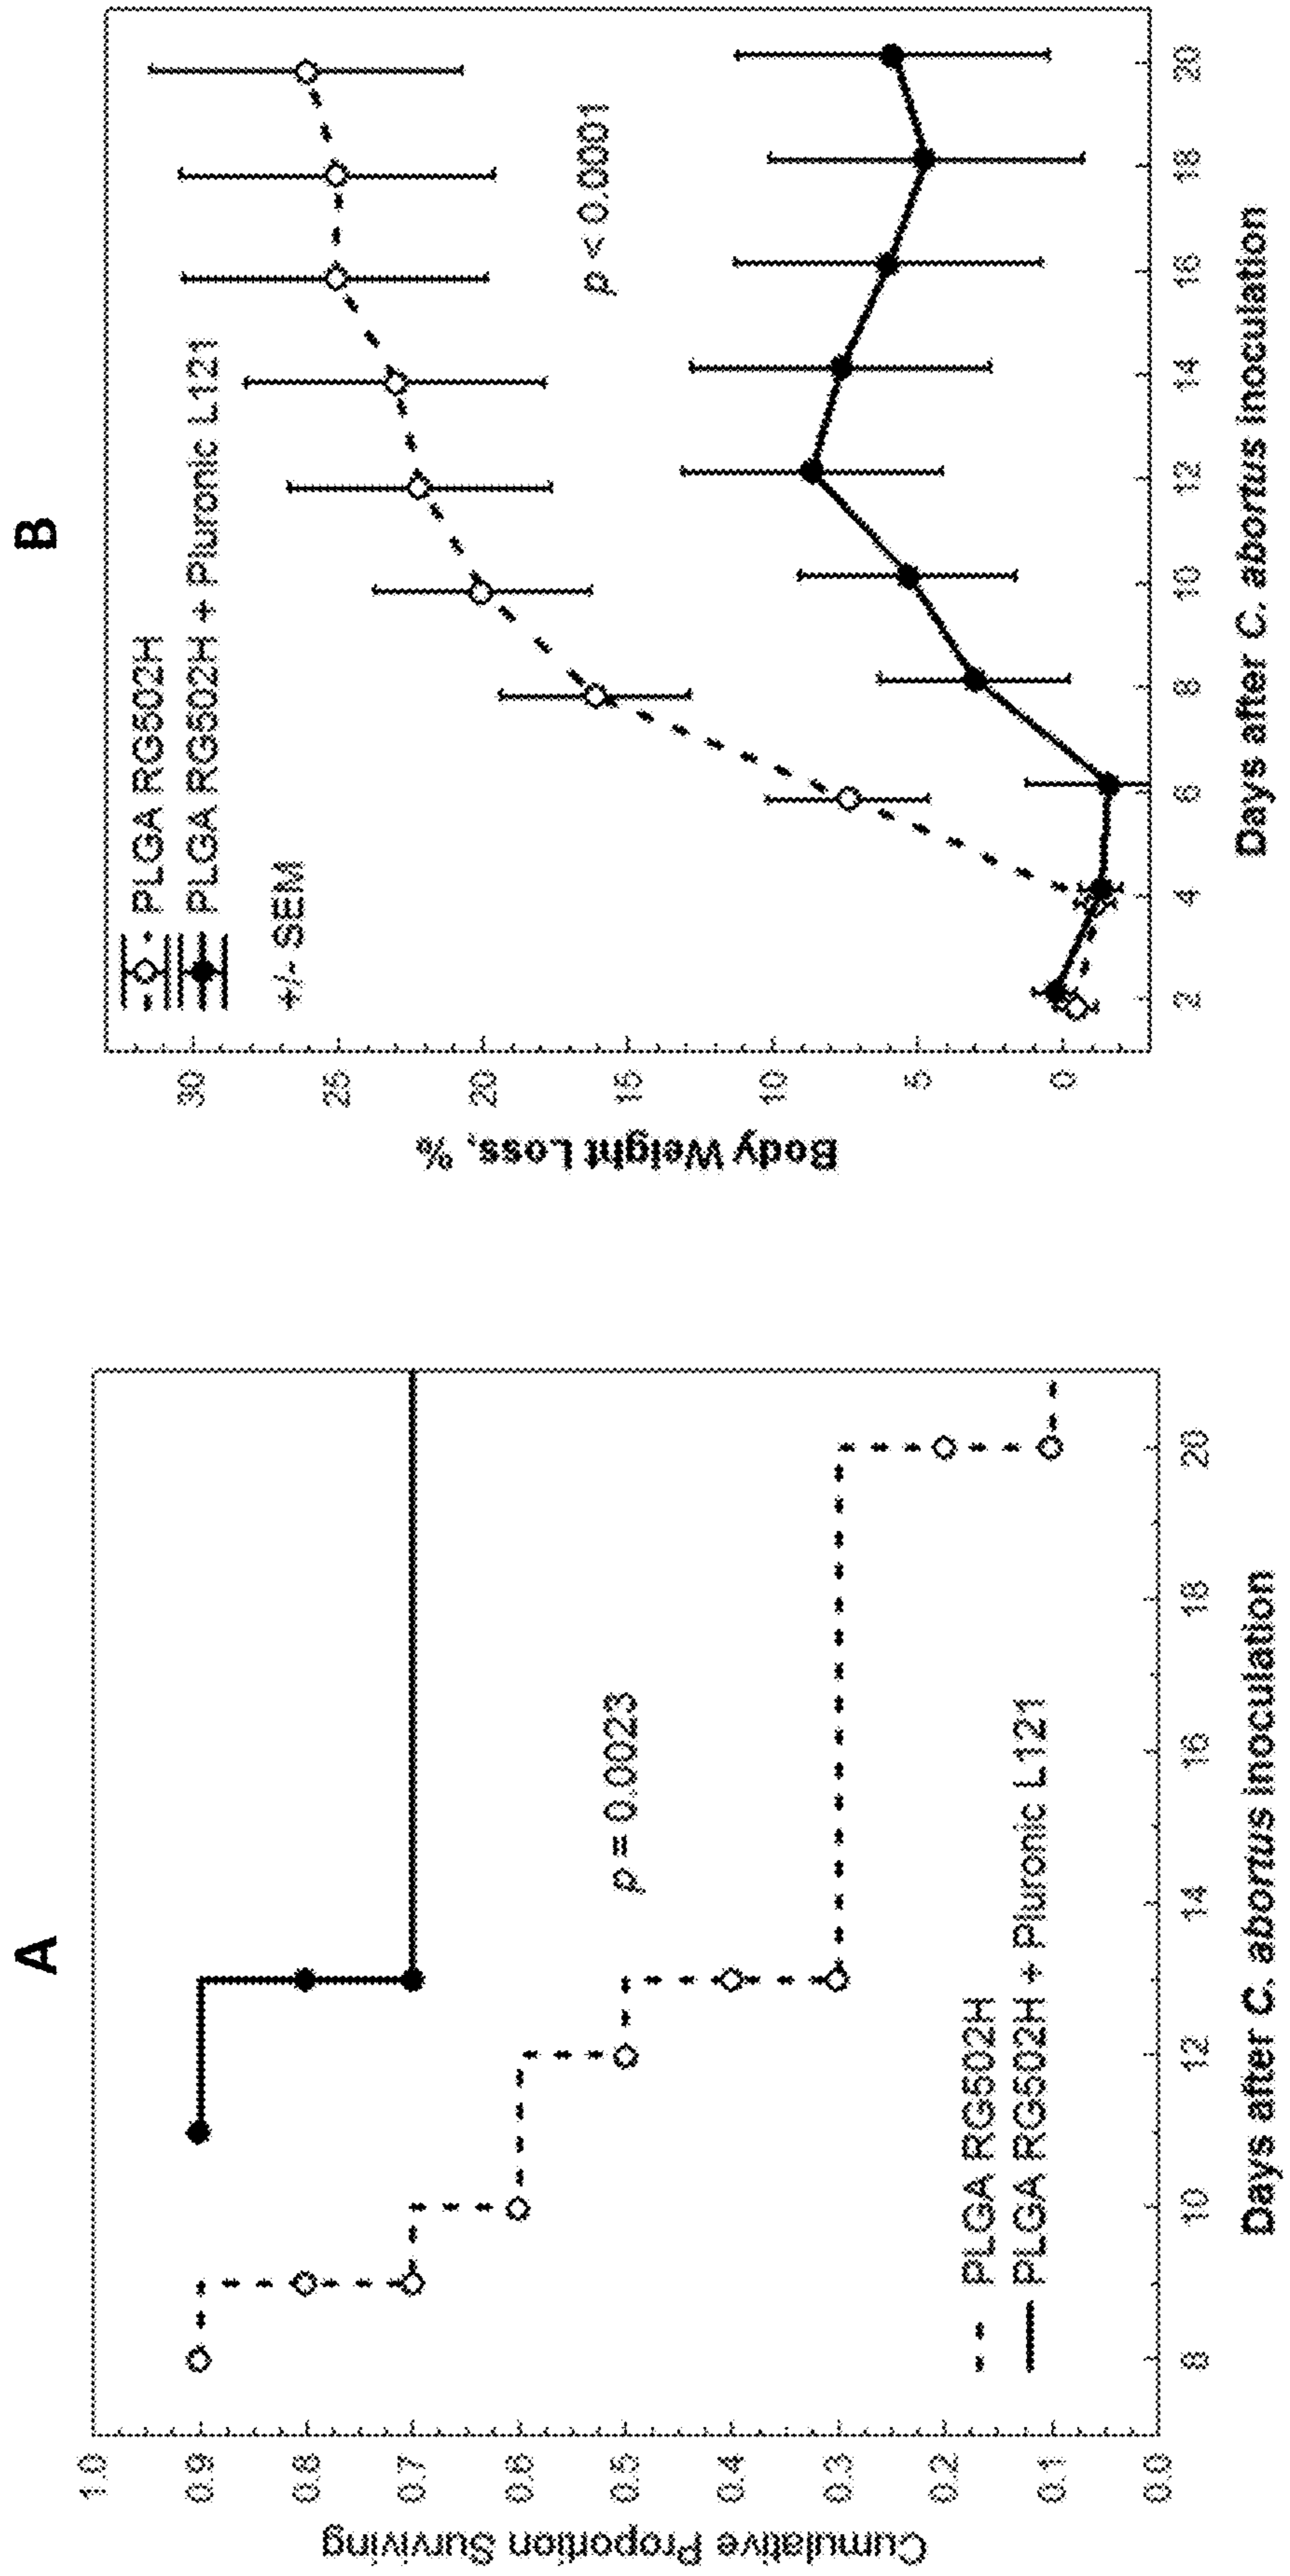 A
Cumulative Proportion Surviving
1.0
0.9
0.8
0.7
0.6
0.5
0.4
0.3
0.2
0.1
0.0
p = 0.0023
PLGA RG502H
PLGA RG502H + Pluronic L121
8 10 12 14 16 18 20
Days after C. abortus inoculation
B
Body Weight Loss, %
30
25
20
15
10
5
0
PLGA RG502H
PLGA RG502H + Pluronic L121
+/- SEM
p < 0.0001
2 4 6 8 10 12 14 16 18 20
Days after C. abortus inoculation